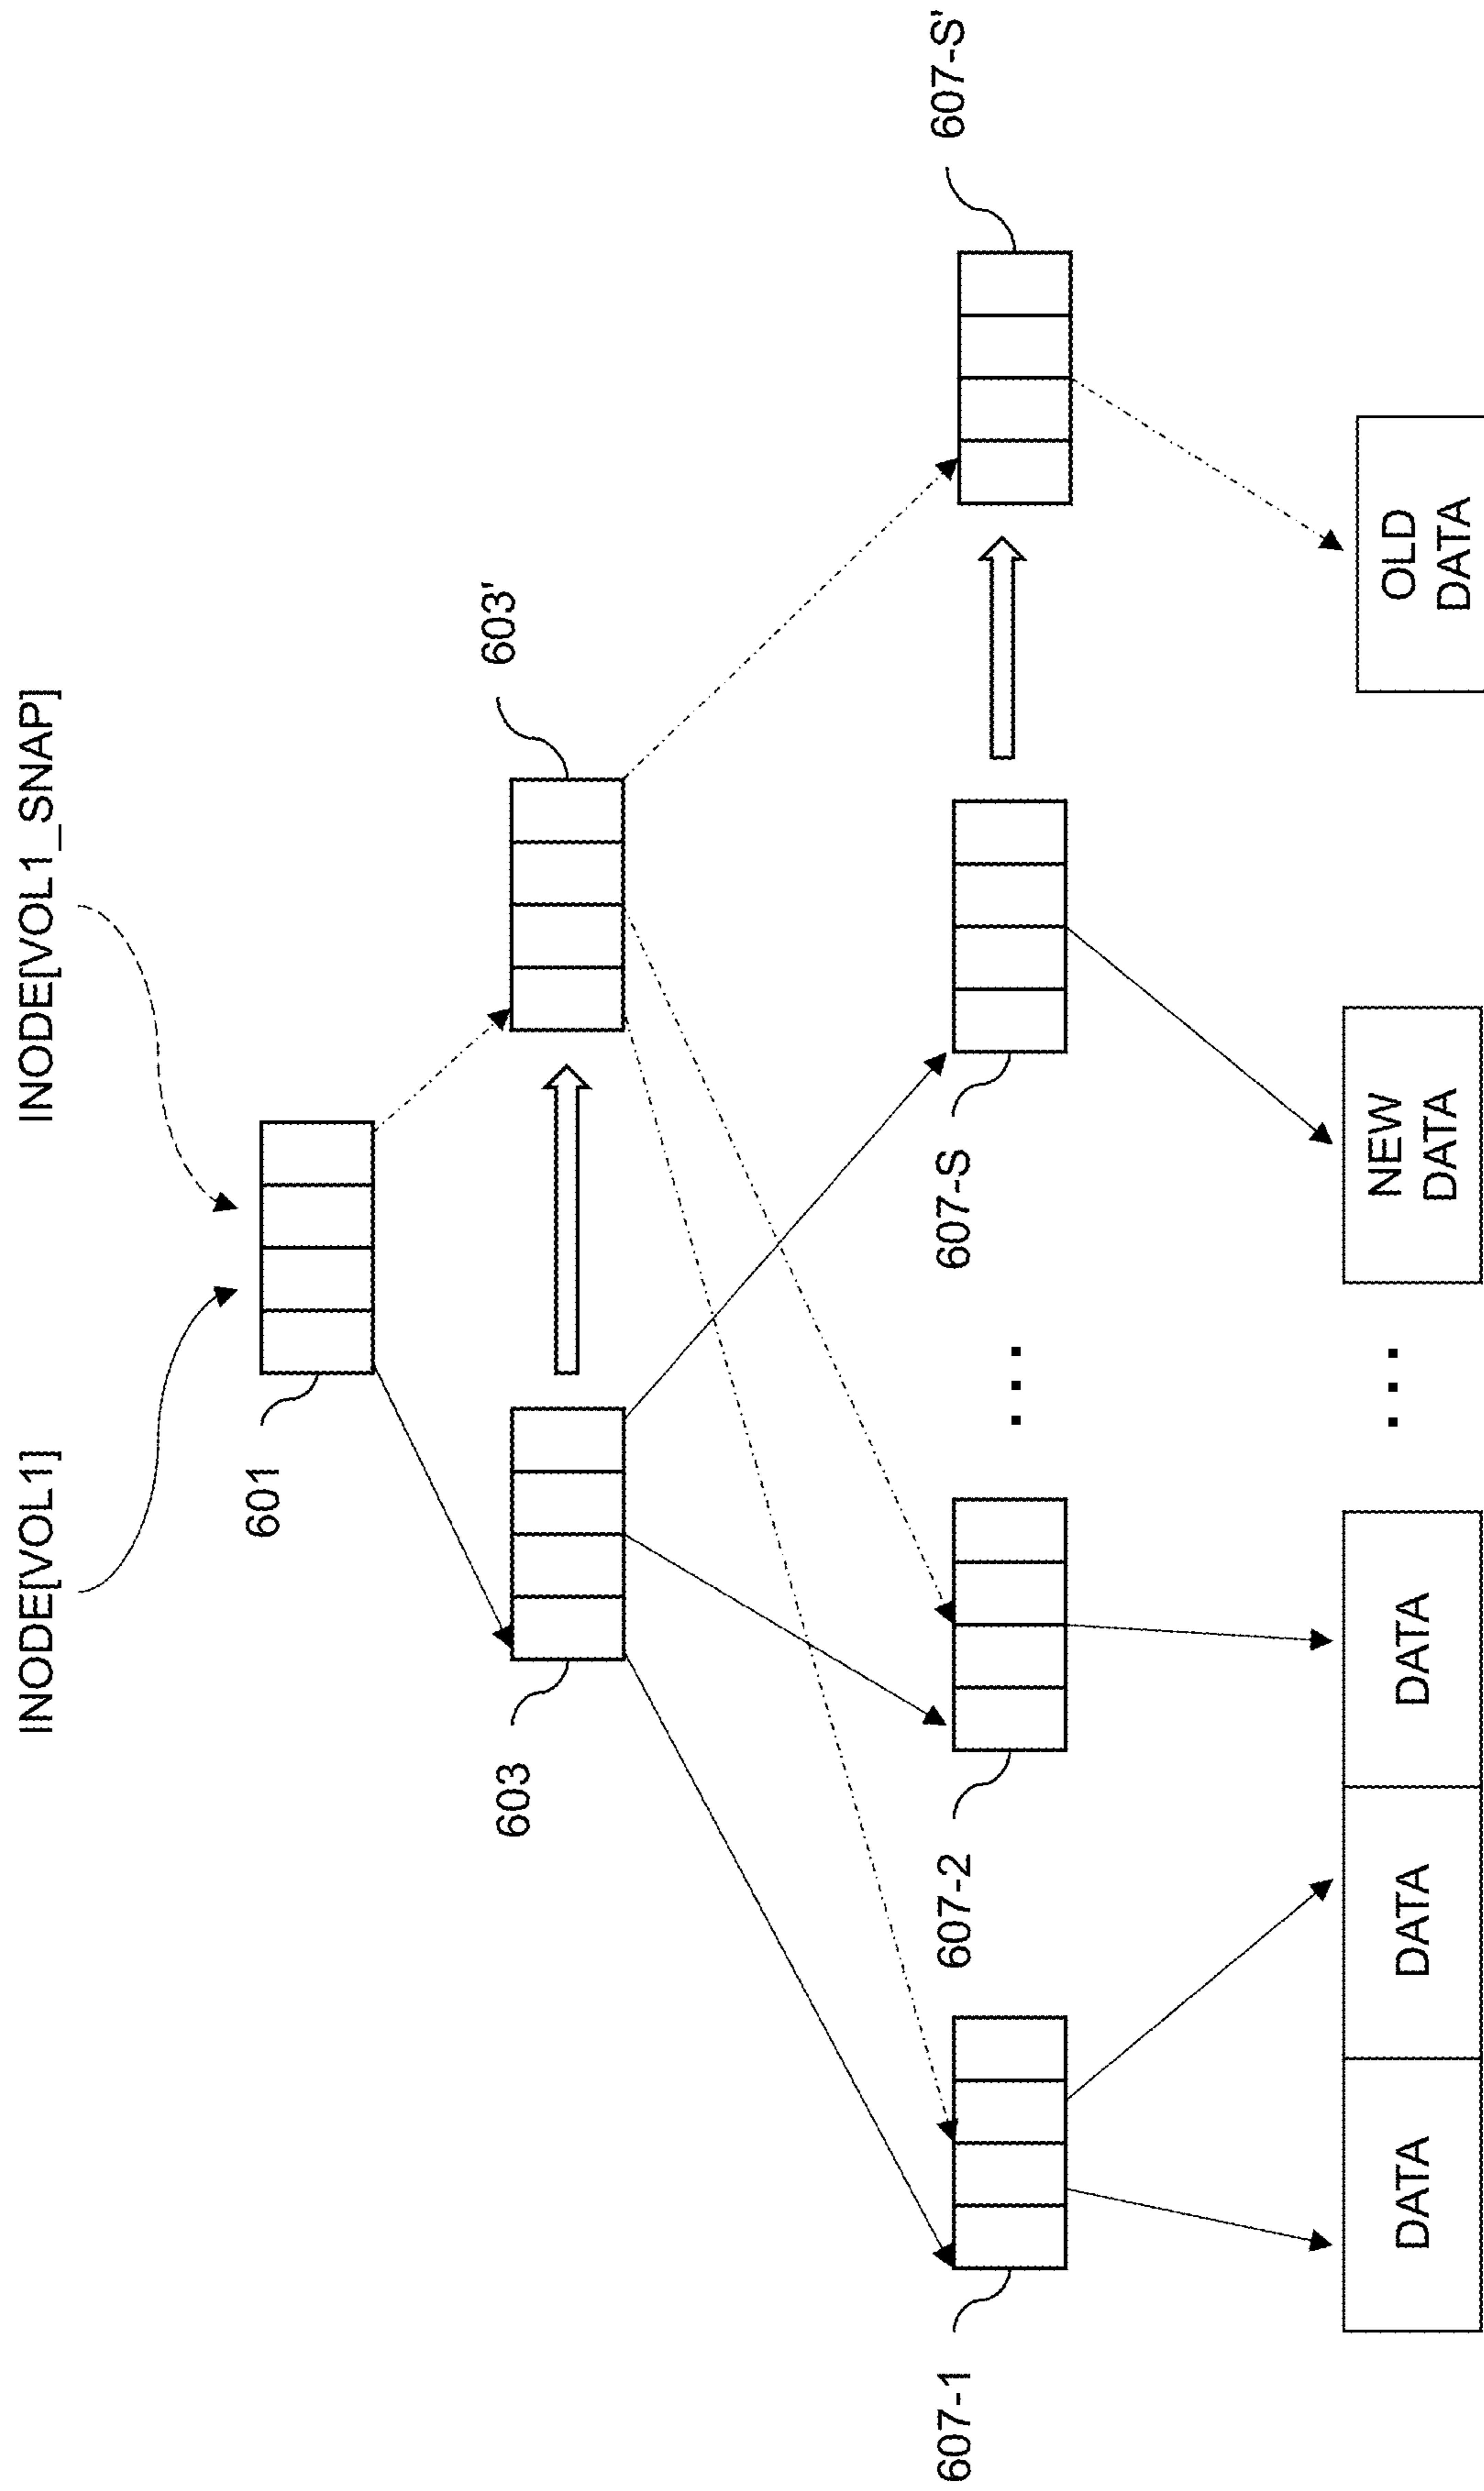 INODE[VOL1]
INODE[VOL1_SNAP]
601
603
603'
607-1
607-2
607-S
607-S'
...
...
DATA
DATA
DATA
NEW
DATA
OLD
DATA